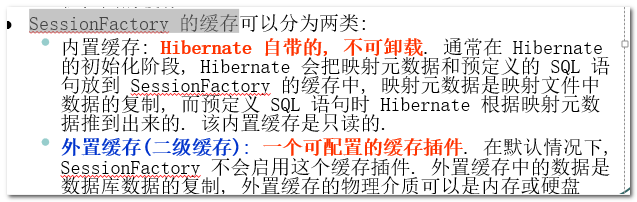 SessionFactory 的缓存可以分为两类:
内置缓存: Hibernate 自带的, 不可卸载. 通常在 Hibernate
的初始化阶段, Hibernate 会把映射元数据和预定义的 SQL 语
句放到 SessionFactory 的缓存中, 映射元数据是映射文件中
数据的复制, 而预定义 SQL 语句时 Hibernate 根据映射元数
据推到出来的. 该内置缓存是只读的.
外置缓存(二级缓存): 一个可配置的缓存插件. 在默认情况下,
SessionFactory 不会启用这个缓存插件. 外置缓存中的数据是
数据库数据的复制, 外置缓存的物理介质可以是内存或硬盘